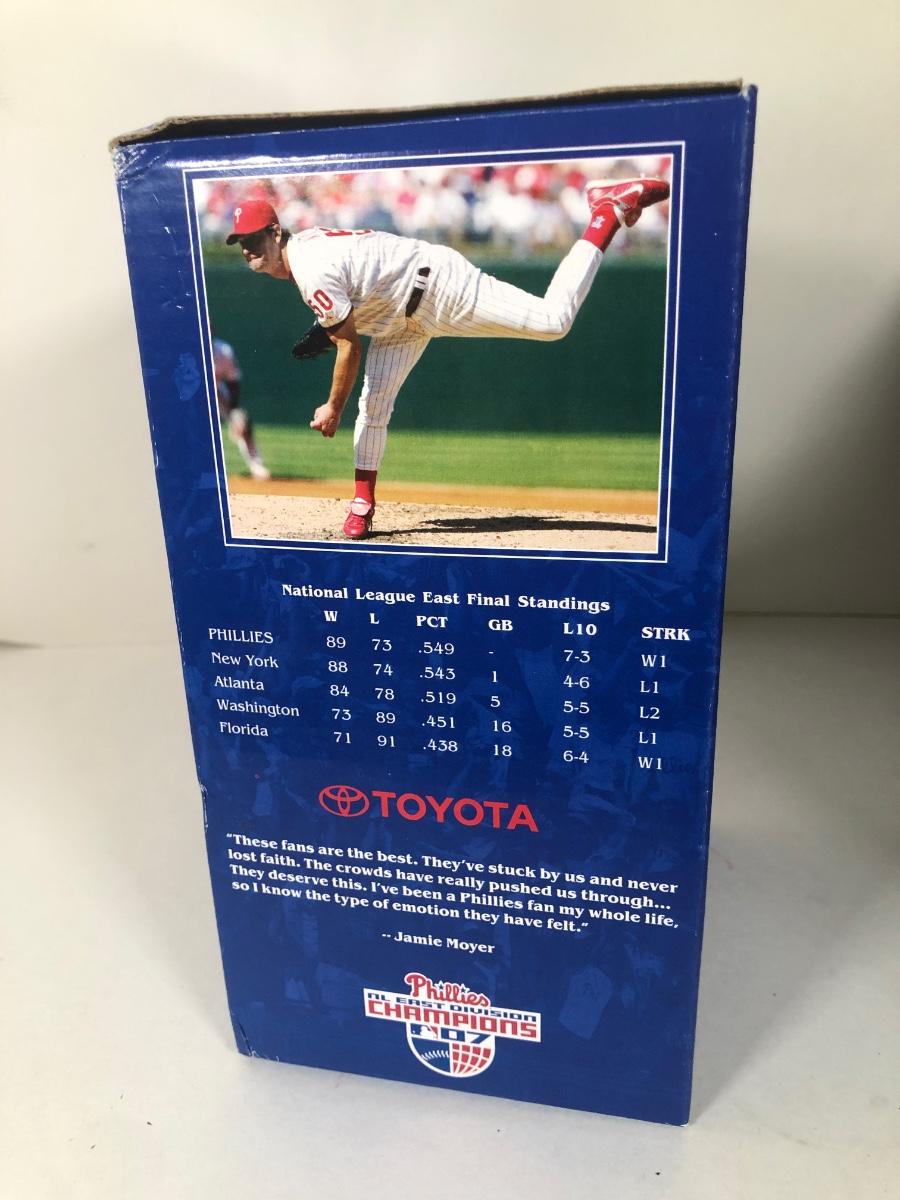 P
50
National League East Final Standings
W L PCT GB L10 STRK
PHILLIES 89 73 .549 - 7-3 W1
New York 88 74 .543 1 4-6 L1
Atlanta 84 78 .519 5 5-5 L2
Washington 73 89 .451 16 5-5 L1
Florida 71 91 .438 18 6-4 W1
TOYOTA
"These fans are the best. They've stuck by us and never
lost faith. The crowds have really pushed us through...
They deserve this. I've been a Phillies fan my whole life,
so I know the type of emotion they have felt."
-- Jamie Moyer
Phillies
NL EAST DIVISION
CHAMPIONS
07